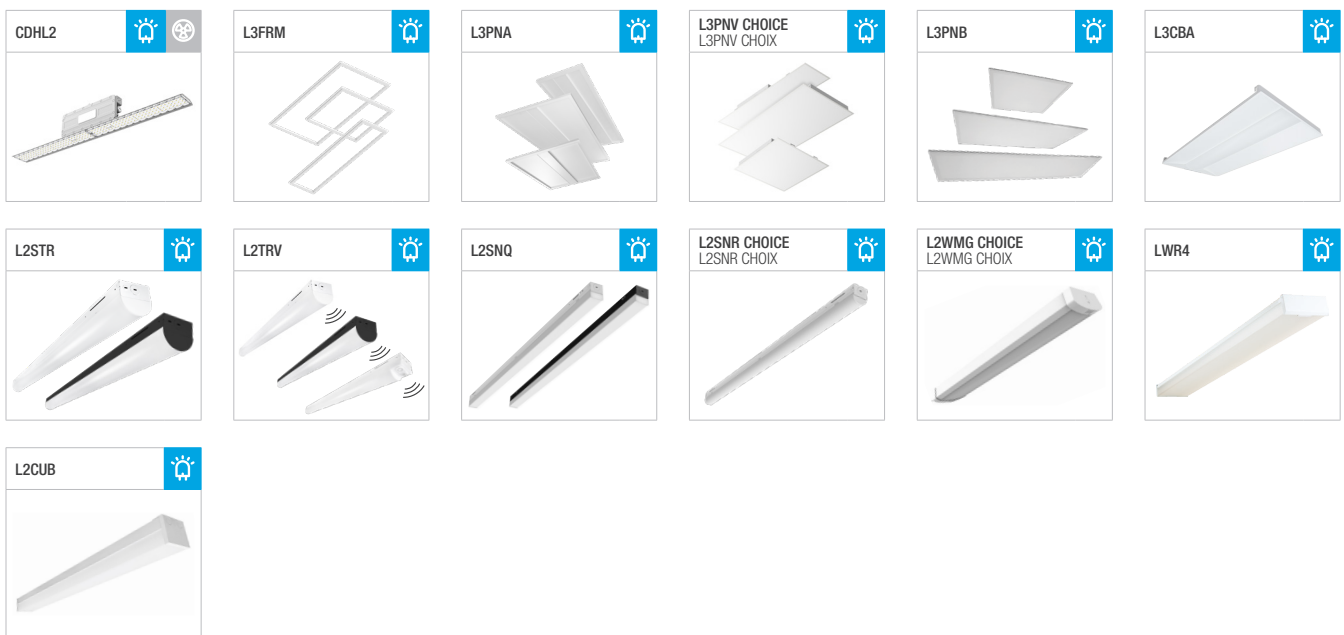 CDHL2
L3FRM
L3PNA
L3PNV CHOICE
L3PNV CHOIX
L3PNB
L3CBA
L2STR
L2TRV
L2SNQ
L2SNR CHOICE
L2SNR CHOIX
L2WMG CHOICE
L2WMG CHOIX
LWR4
L2CUB